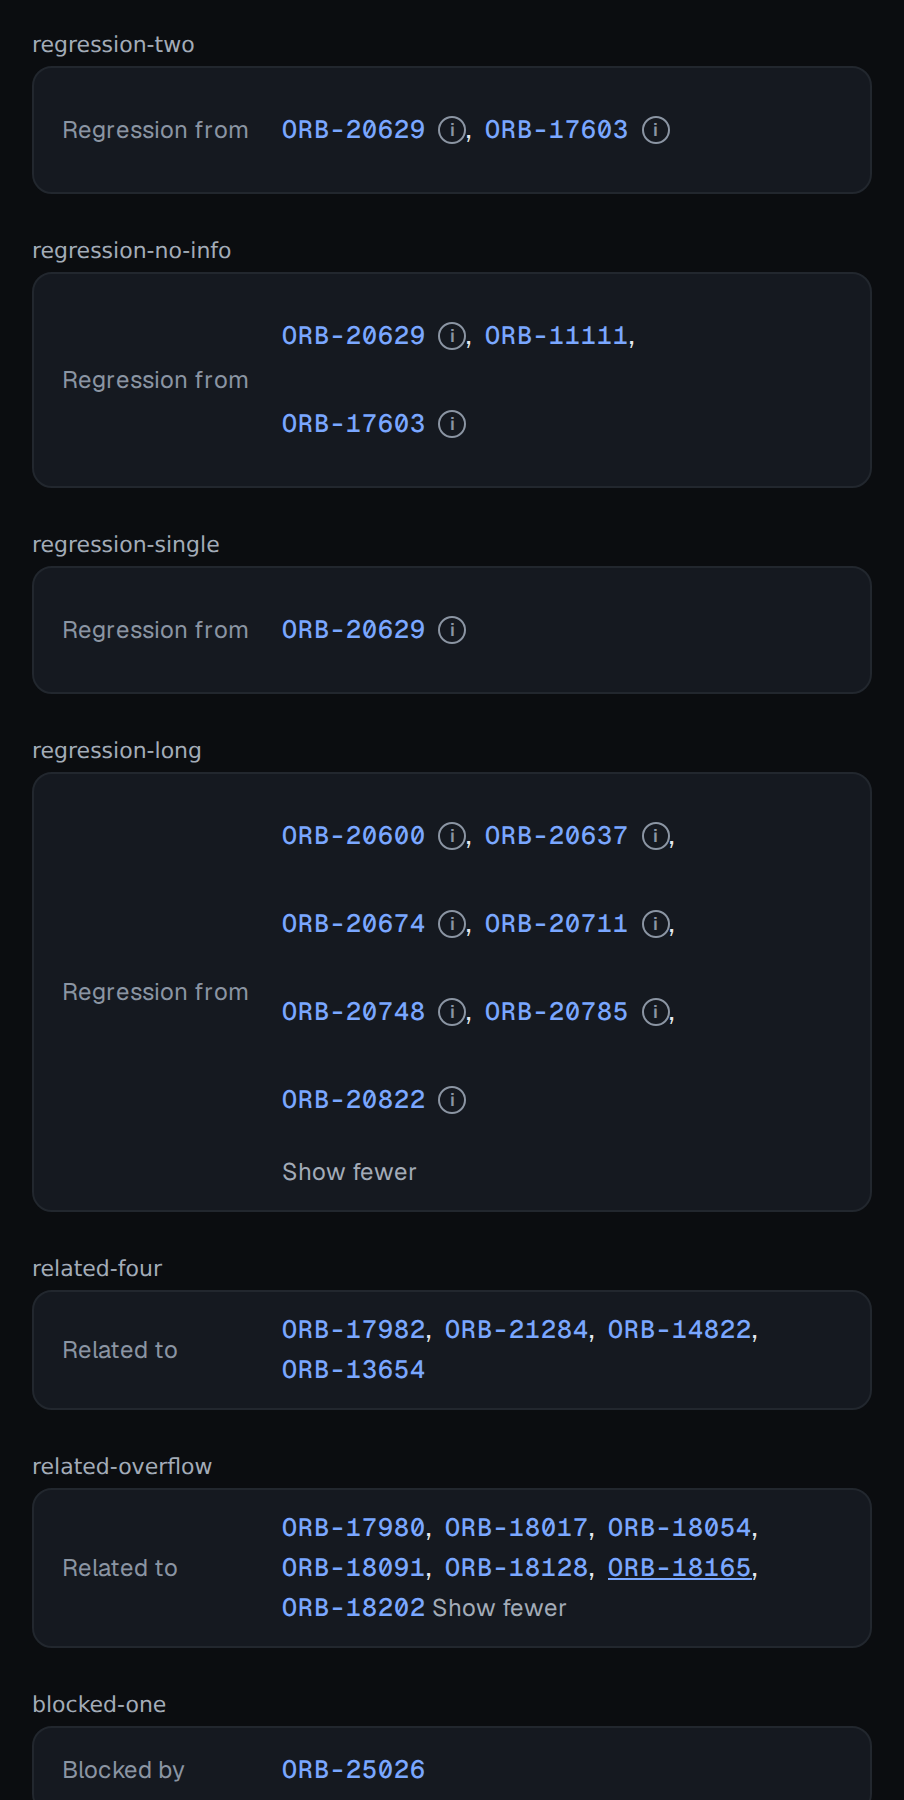 regression-two
Regression from ORB-20629 i, ORB-17603 i
regression-no-info
ORB-20629 i, ORB-11111,
Regression from
ORB-17603 i
regression-single
Regression from ORB-20629 i
regression-long
ORB-20600 i, ORB-20637 i,
ORB-20674 i, ORB-20711 i,
Regression from
ORB-20748 i, ORB-20785 i,
ORB-20822 i
Show fewer
related-four
ORB-17982, ORB-21284, ORB-14822,
Related to
ORB-13654
related-overflow
ORB-17980, ORB-18017, ORB-18054,
Related to ORB-18091, ORB-18128, ORB-18165,
ORB-18202 Show fewer
blocked-one
Blocked by ORB-25026